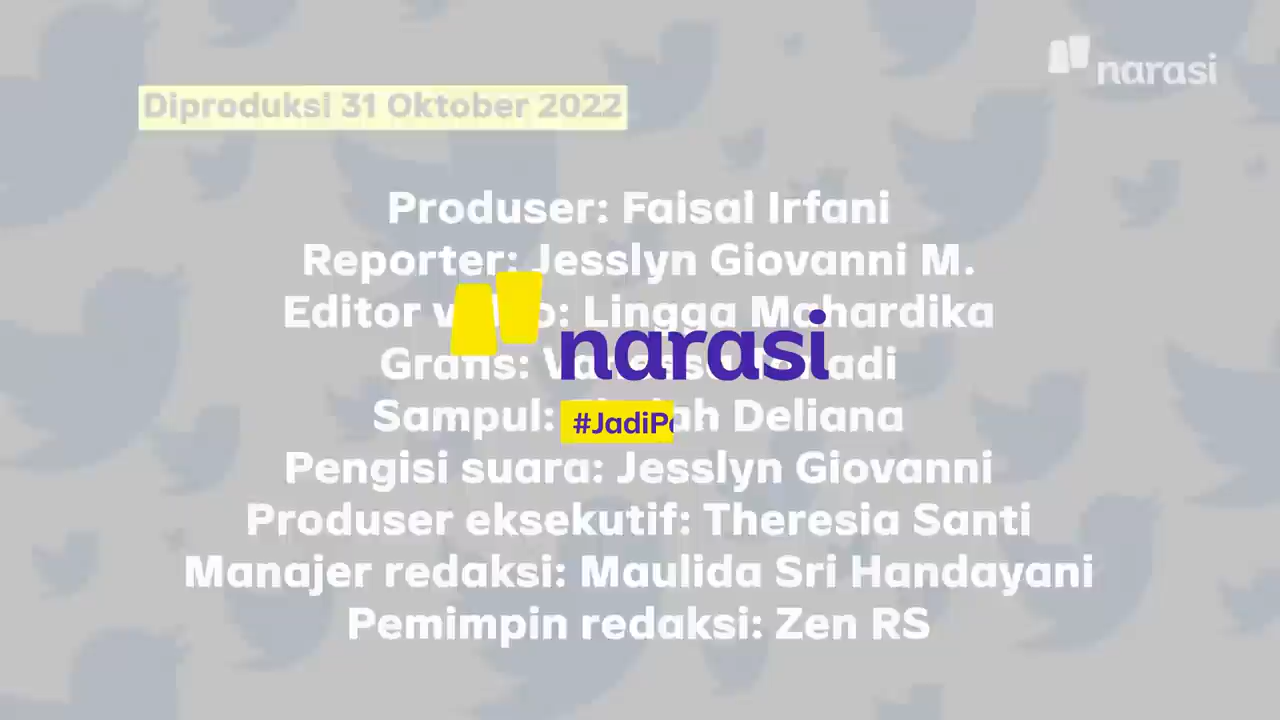 narasi
Diproduksi 31 Oktober 2022
Produser: Faisal Irfani
Reporter: Jesslyn Giovanni M.
Editor Lingga Mahardika
narasi
Grafis:
Sampul: Deliana
Pengisi suara: Jesslyn Giovanni
Produser eksekutif: Theresia Santi
Manajer redaksi: Maulida Sri Handayani
Pemimpin redaksi: Zen RS